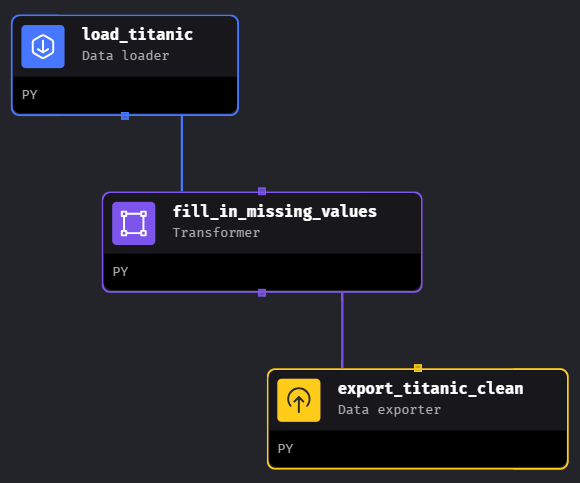 load_titanic
Data loader
PY
fill_in_missing_values
Transformer
PY
export_titanic_clean
Data exporter
PY